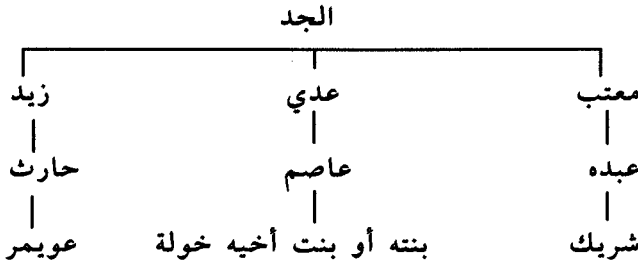 الجد
معتب عدي زيد
عبده عاصم حارث
شريك بنته أو بنت أخيه خولة عويمر